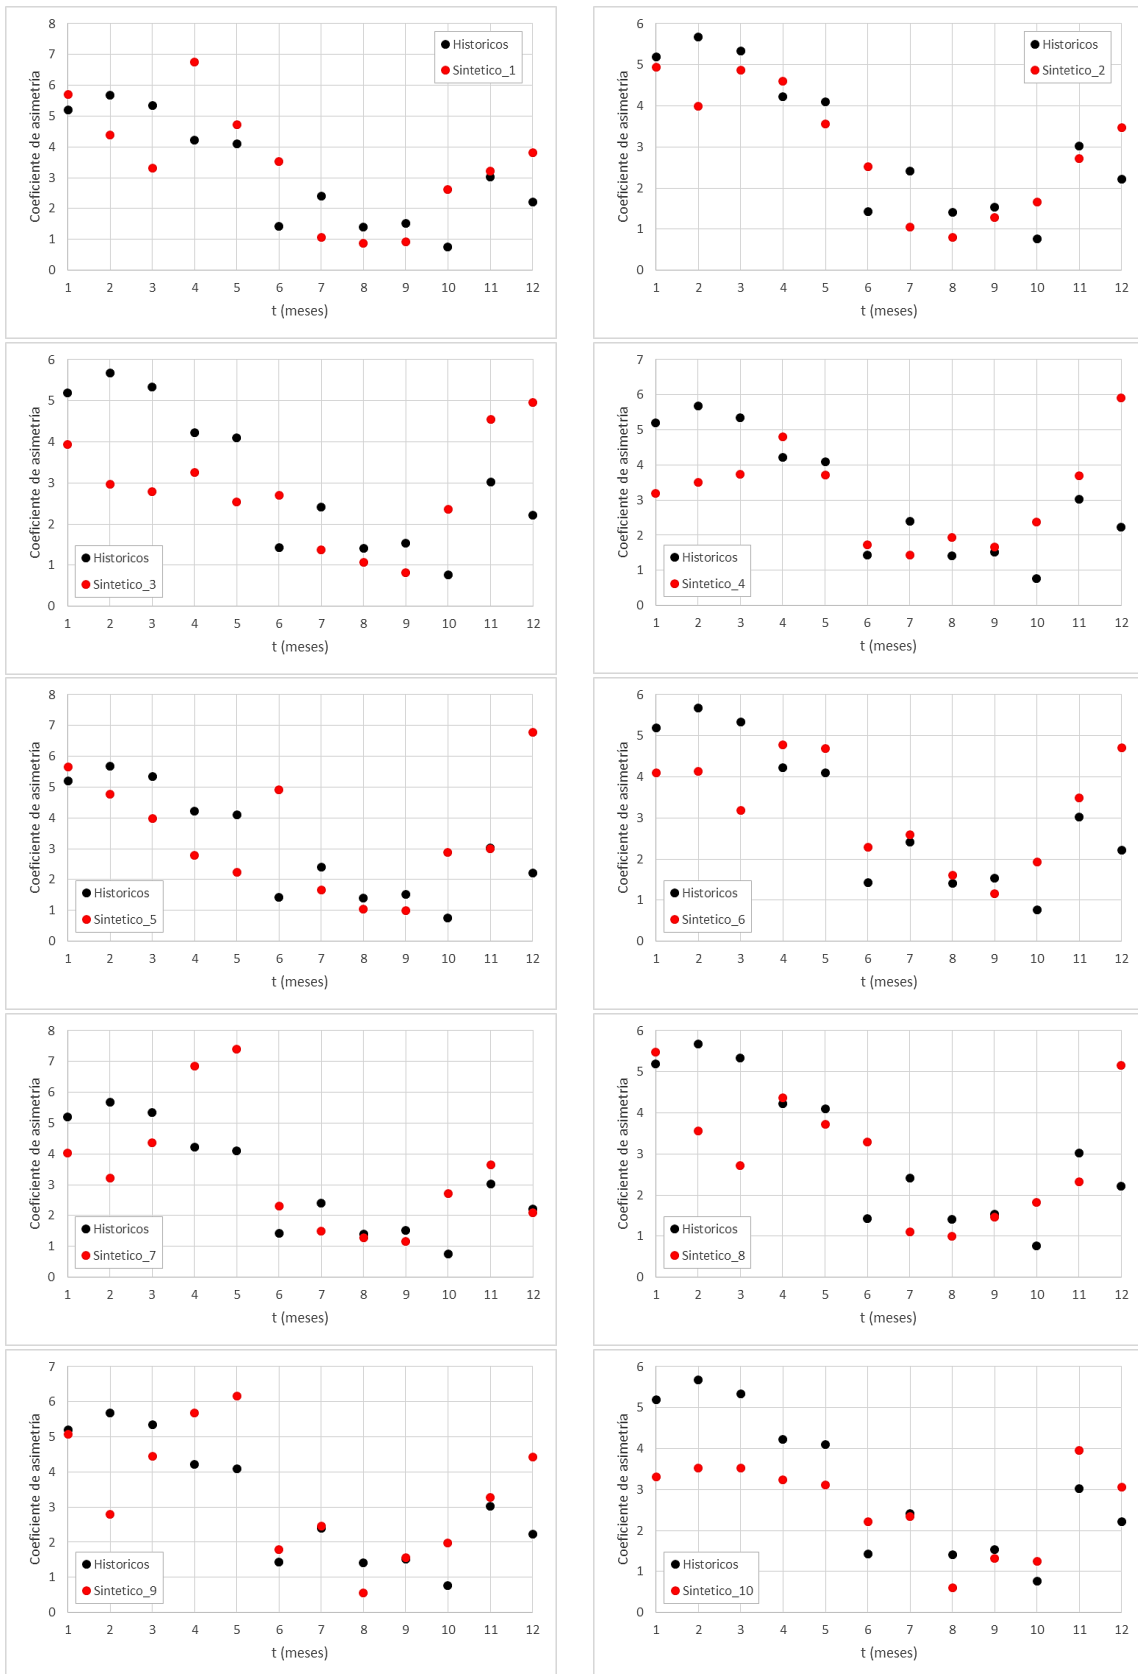 8
7
6
5
4
3
2
1
0
Coeficiente de asimetría
Historicos
Sintetico_1
1 2 3 4 5 6 7 8 9 10 11 12
t (meses)
6
5
4
3
2
1
0
Coeficiente de asimetría
Historicos
Sintetico_2
1 2 3 4 5 6 7 8 9 10 11 12
t (meses)
6
5
4
3
2
1
0
Coeficiente de asimetría
Historicos
Sintetico_3
1 2 3 4 5 6 7 8 9 10 11 12
t (meses)
7
6
5
4
3
2
1
0
Coeficiente de asimetría
Historicos
Sintetico_4
1 2 3 4 5 6 7 8 9 10 11 12
t (meses)
8
7
6
5
4
3
2
1
0
Coeficiente de asimetría
Historicos
Sintetico_5
1 2 3 4 5 6 7 8 9 10 11 12
t (meses)
6
5
4
3
2
1
0
Coeficiente de asimetría
Historicos
Sintetico_6
1 2 3 4 5 6 7 8 9 10 11 12
t (meses)
8
7
6
5
4
3
2
1
0
Coeficiente de asimetría
Historicos
Sintetico_7
1 2 3 4 5 6 7 8 9 10 11 12
t (meses)
6
5
4
3
2
1
0
Coeficiente de asimetría
Historicos
Sintetico_8
1 2 3 4 5 6 7 8 9 10 11 12
t (meses)
7
6
5
4
3
2
1
0
Coeficiente de asimetría
Historicos
Sintetico_9
1 2 3 4 5 6 7 8 9 10 11 12
t (meses)
6
5
4
3
2
1
0
Coeficiente de asimetría
Historicos
Sintetico_10
1 2 3 4 5 6 7 8 9 10 11 12
t (meses)